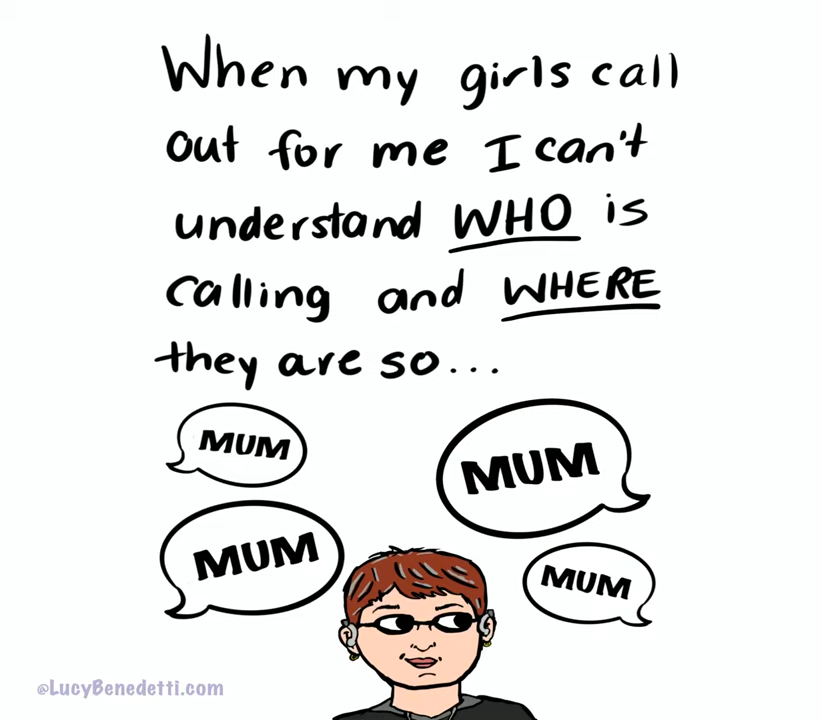 When my girls call
out for me I can't
understand WHO is
calling and WHERE
they are so...
MUM
MUM
MUM
MUM
@LucyBenedetti.com